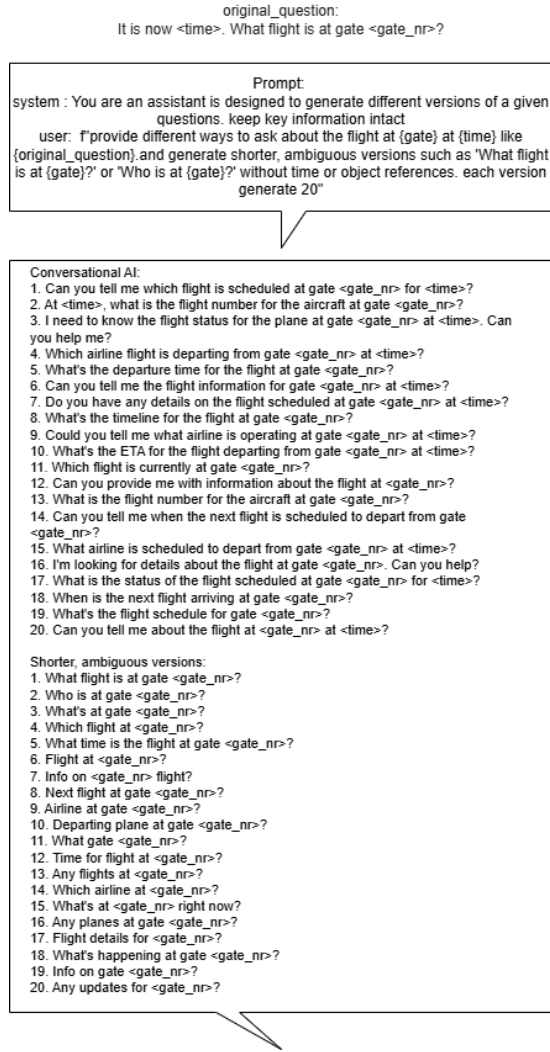 original_question:
It is now <time>. What flight is at gate <gate_nr>?
Prompt:
system : You are an assistant is designed to generate different versions of a given
questions. keep key information intact
user: f"provide different ways to ask about the flight at {gate} at {time} like
{original_question}.and generate shorter, ambiguous versions such as 'What flight
is at {gate}?' or 'Who is at {gate}?' without time or object references. each version
generate 20"
Conversational AI:
1. Can you tell me which flight is scheduled at gate <gate_nr> for <time>?
2. At <time>, what is the flight number for the aircraft at gate <gate_nr>?
3. I need to know the flight status for the plane at gate <gate_nr> at <time>. Can
you help me?
4. Which airline flight is departing from gate <gate_nr> at <time>?
5. What's the departure time for the flight at gate <gate_nr>?
6. Can you tell me the flight information for gate <gate_nr> at <time>?
7. Do you have any details on the flight scheduled at gate <gate_nr> at <time>?
8. What's the timeline for the flight at gate <gate_nr>?
9. Could you tell me what airline is operating at gate <gate_nr> at <time>?
10. What's the ETA for the flight departing from gate <gate_nr> at <time>?
11. Which flight is currently at gate <gate_nr>?
12. Can you provide me with information about the flight at <gate_nr>?
13. What is the flight number for the aircraft at gate <gate_nr>?
14. Can you tell me when the next flight is scheduled to depart from gate
<gate_nr>?
15. What airline is scheduled to depart from gate <gate_nr> at <time>?
16. I'm looking for details about the flight at gate <gate_nr>. Can you help?
17. What is the status of the flight scheduled at gate <gate_nr> for <time>?
18. When is the next flight arriving at gate <gate_nr>?
19. What's the flight schedule for gate <gate_nr>?
20. Can you tell me about the flight at <gate_nr> at <time>?
Shorter, ambiguous versions:
1. What flight is at gate <gate_nr>?
2. Who is at gate <gate_nr>?
3. What's at gate <gate_nr>?
4. Which flight at <gate_nr>?
5. What time is the flight at gate <gate_nr>?
6. Flight at <gate_nr>?
7. Info on <gate_nr> flight?
8. Next flight at gate <gate_nr>?
9. Airline at gate <gate_nr>?
10. Departing plane at gate <gate_nr>?
11. What gate <gate_nr>?
12. Time for flight at <gate_nr>?
13. Any flights at <gate_nr>?
14. Which airline at <gate_nr>?
15. What's at <gate_nr> right now?
16. Any planes at gate <gate_nr>?
17. Flight details for <gate_nr>?
18. What's happening at gate <gate_nr>?
19. Info on gate <gate_nr>?
20. Any updates for <gate_nr>?